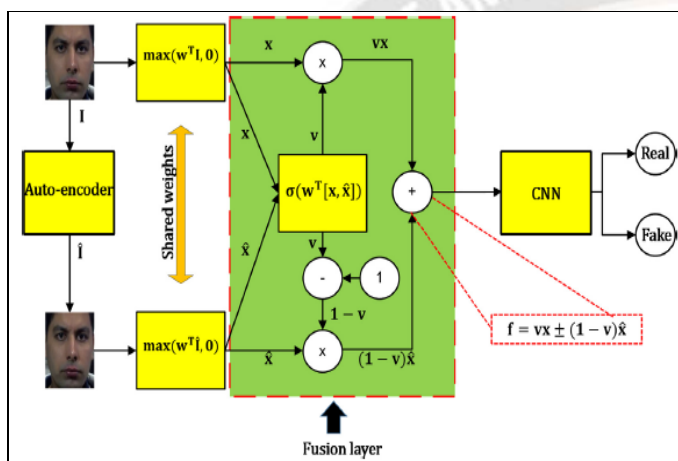 max(wᵀI, 0)
x
x
vx
I
x
v
Auto-encoder
Shared weights
σ(wᵀ[x, x̂])
+
CNN
Real
Fake
Î
x̂
v
-
1
1 − v
f = vx ± (1 − v)x̂
max(wᵀÎ, 0)
x̂
x
(1 − v)x̂
Fusion layer